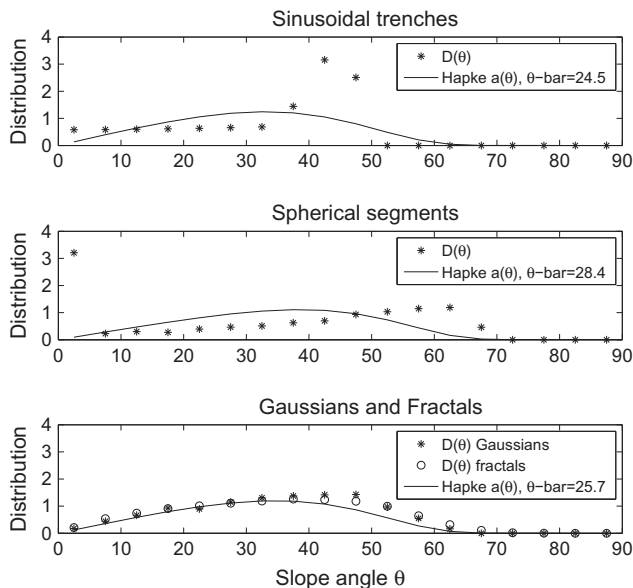 Sinusoidal trenches
Distribution
4
3
2
1
0
0 10 20 30 40 50 60 70 80 90
D(θ)
Hapke a(θ), θ−bar=24.5
Spherical segments
Distribution
4
3
2
1
0
0 10 20 30 40 50 60 70 80 90
D(θ)
Hapke a(θ), θ−bar=28.4
Gaussians and Fractals
Distribution
4
3
2
1
0
0 10 20 30 40 50 60 70 80 90
D(θ) Gaussians
D(θ) fractals
Hapke a(θ), θ−bar=25.7
Slope angle θ